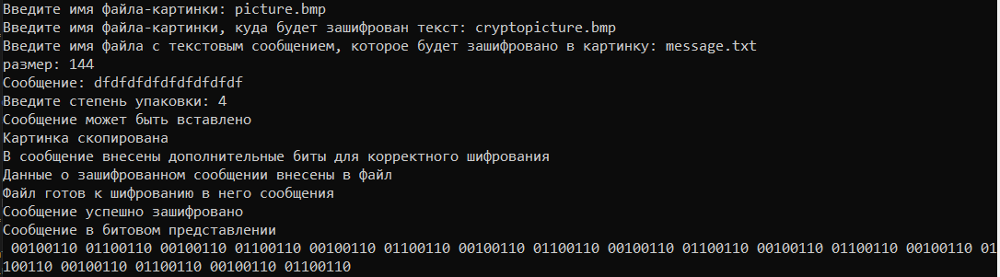 Введите имя файла-картинки: picture.bmp
Введите имя файла-картинки, куда будет зашифрован текст: cryptopicture.bmp
Введите имя файла с текстовым сообщением, которое будет зашифровано в картинку: message.txt
размер: 144
Сообщение: dfdfdfdfdfdfdfdfdf
Введите степень упаковки: 4
Сообщение может быть вставлено
Картинка скопирована
В сообщение внесены дополнительные биты для корректного шифрования
Данные о зашифрованном сообщении внесены в файл
Файл готов к шифрованию в него сообщения
Сообщение успешно зашифровано
Сообщение в битовом представлении
00100110 01100110 00100110 01100110 00100110 01100110 00100110 01100110 00100110 01100110 00100110 01100110 00100110 01
100110 00100110 01100110 00100110 01100110